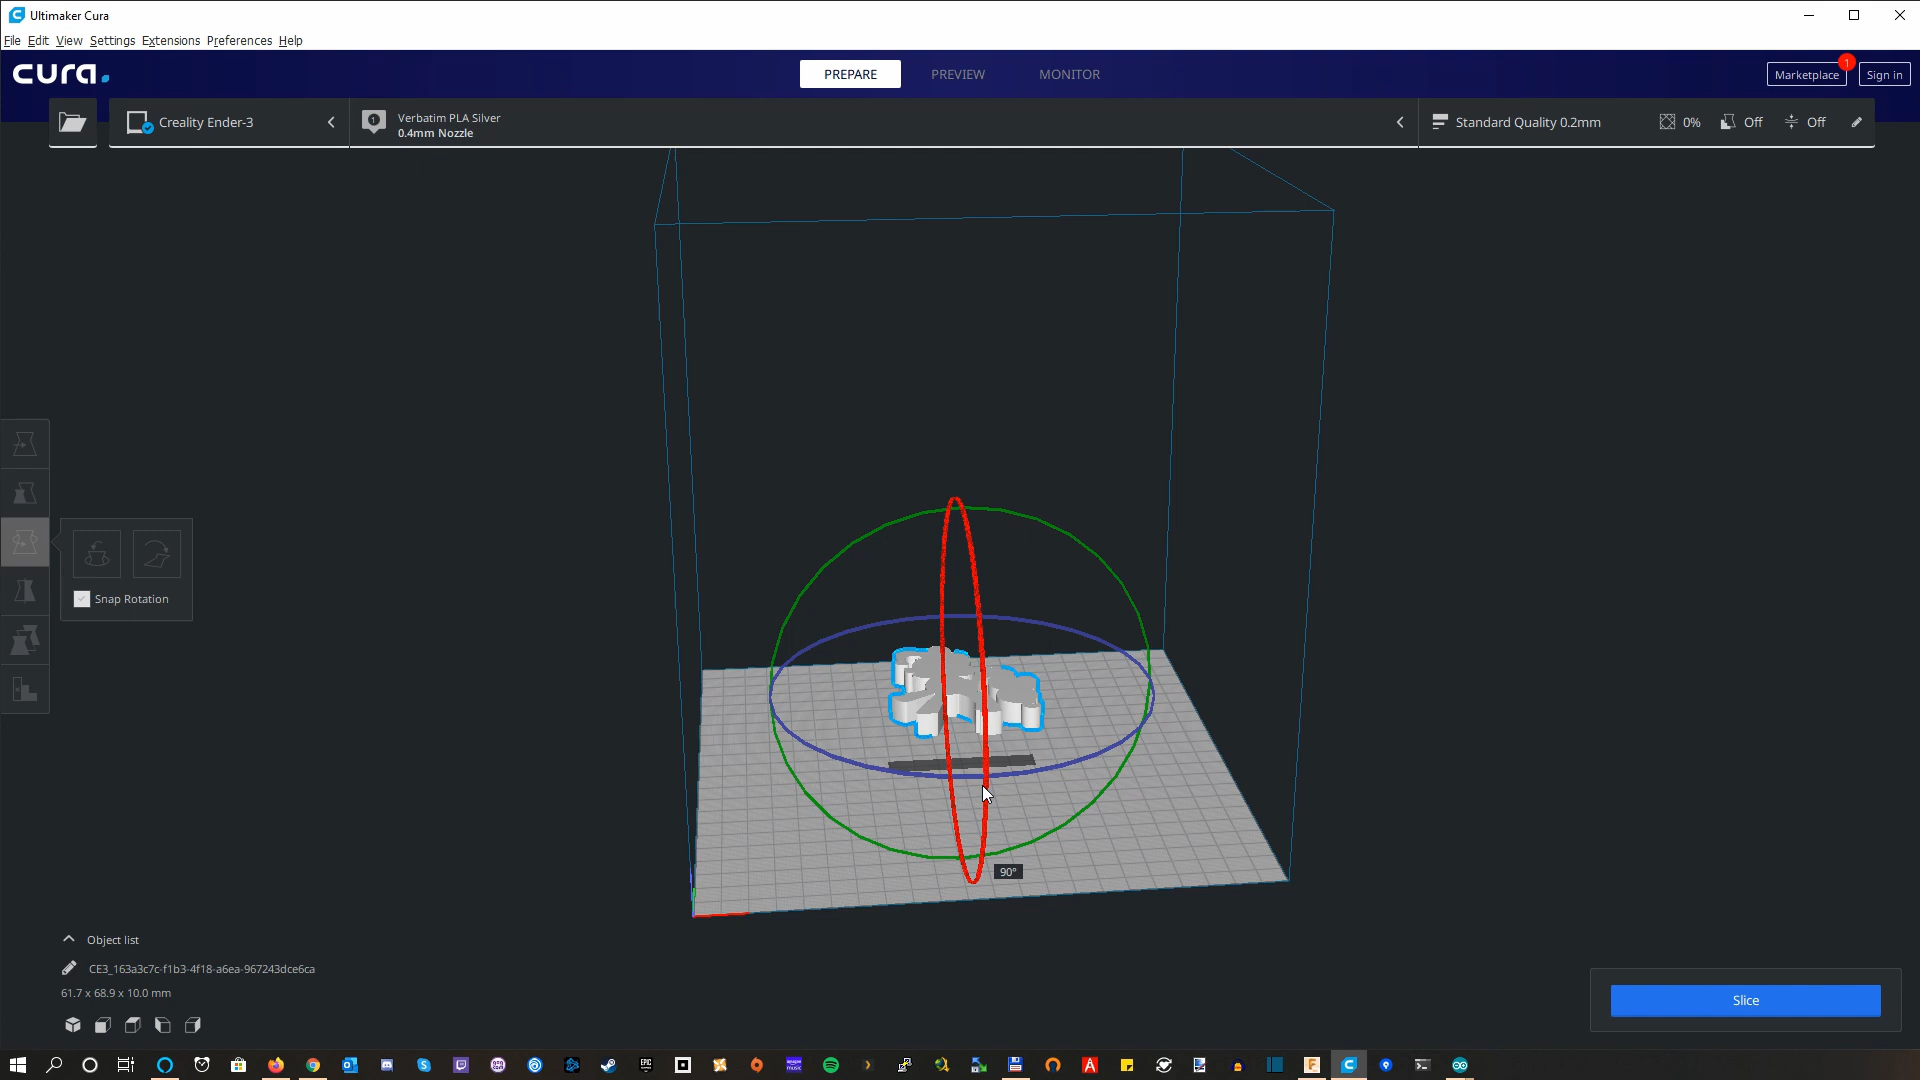 Ultimaker Cura
File Edit View Settings Extensions Preferences Help
cura.
PREPARE
PREVIEW
MONITOR
Marketplace
1
Sign in
Creality Ender-3
1
Verbatim PLA Silver
0.4mm Nozzle
Standard Quality 0.2mm
0%
Off
Off
Snap Rotation
90°
Object list
CE3_163a3c7c-f1b3-4f18-a6ea-967243dce6ca
61.7 x 68.9 x 10.0 mm
Slice